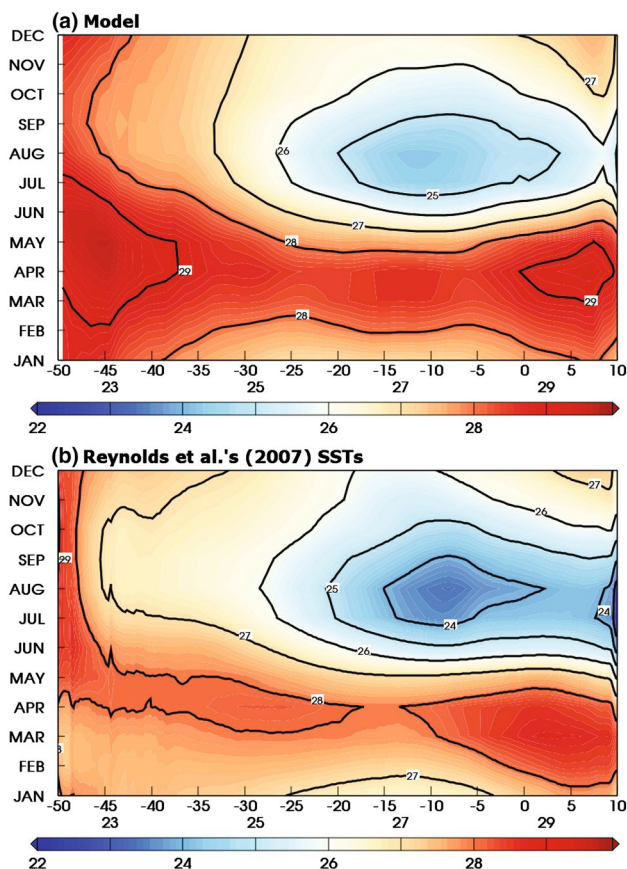 (a) Model
DEC
NOV
OCT
SEP
AUG
JUL
JUN
MAY
APR
MAR
FEB
JAN
27
26
25
27
28
29
29
28
-50 -45 -40 -35 -30 -25 -20 -15 -10 -5 0 5 10
23 25 27 29
22 24 26 28
(b) Reynolds et al.'s (2007) SSTs
DEC
NOV
OCT
SEP
AUG
JUL
JUN
MAY
APR
MAR
FEB
JAN
27
26
29
25
24
24
27
26
28
8
27
-50 -45 -40 -35 -30 -25 -20 -15 -10 -5 0 5 10
23 25 27 29
22 24 26 28